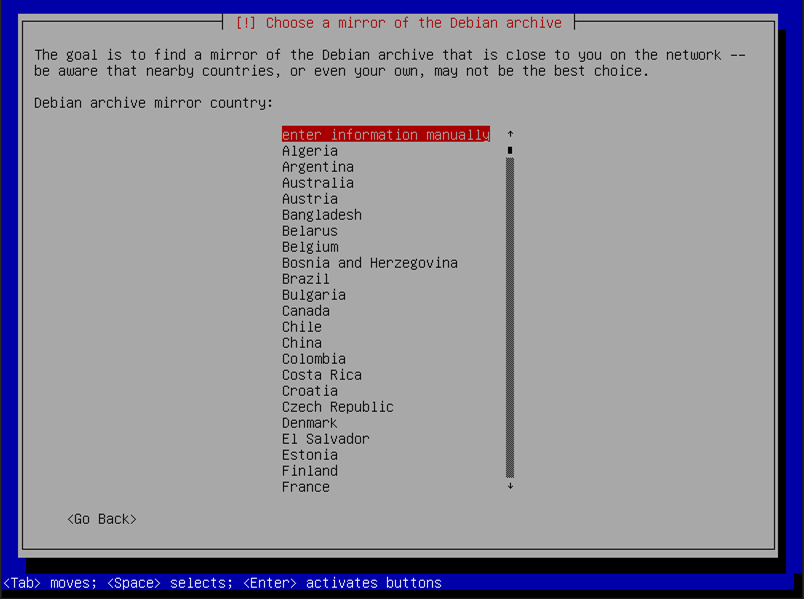 [!] Choose a mirror of the Debian archive
The goal is to find a mirror of the Debian archive that is close to you on the network --
be aware that nearby countries, or even your own, may not be the best choice.
Debian archive mirror country:
enter information manually ↑
Algeria
Argentina
Australia
Austria
Bangladesh
Belarus
Belgium
Bosnia and Herzegovina
Brazil
Bulgaria
Canada
Chile
China
Colombia
Costa Rica
Croatia
Czech Republic
Denmark
El Salvador
Estonia
Finland
France ↓
<Go Back>
<Tab> moves; <Space> selects; <Enter> activates buttons